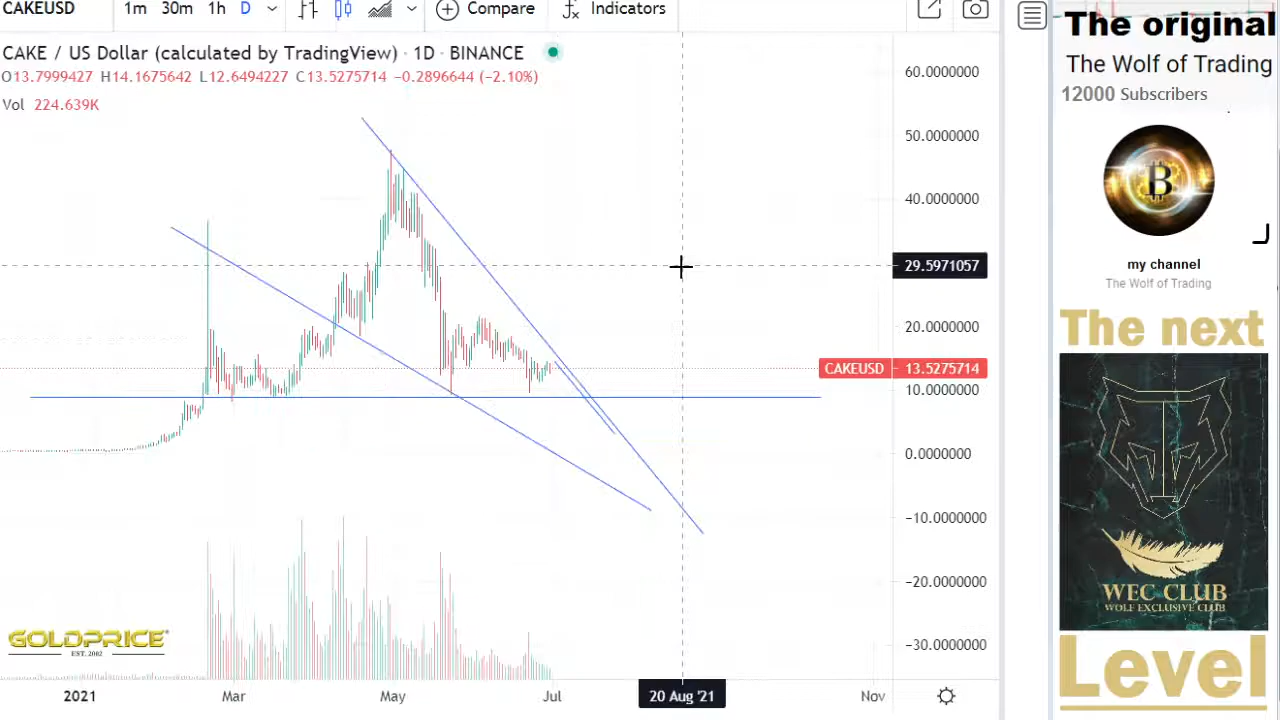 CAKEUSD 1m 30m 1h D Compare Indicators
CAKE / US Dollar (calculated by TradingView) · 1D · BINANCE
O13.7999427 H14.1675642 L12.6494227 C13.5275714 −0.2896644 (−2.10%)
Vol 224.639K
60.0000000
50.0000000
40.0000000
29.5971057
20.0000000
CAKEUSD 13.5275714
10.0000000
0.0000000
−10.0000000
−20.0000000
−30.0000000
GOLDPRICE®
EST. 2002
2021 Mar May Jul 20 Aug '21 Nov
The original
The Wolf of Trading
12000 Subscribers
B
my channel
The Wolf of Trading
The next
WEC CLUB
WOLF EXCLUSIVE CLUB
Level